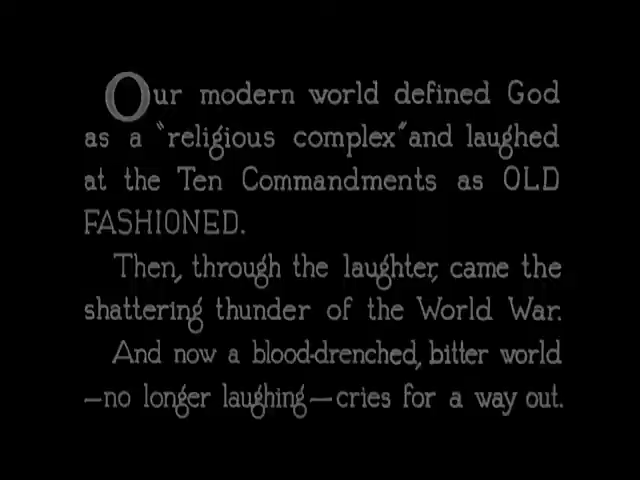 Our modern world defined God
as a "religious complex" and laughed
at the Ten Commandments as OLD
FASHIONED.
Then, through the laughter, came the
shattering thunder of the World War.
And now a blood-drenched, bitter world
—no longer laughing—cries for a way out.